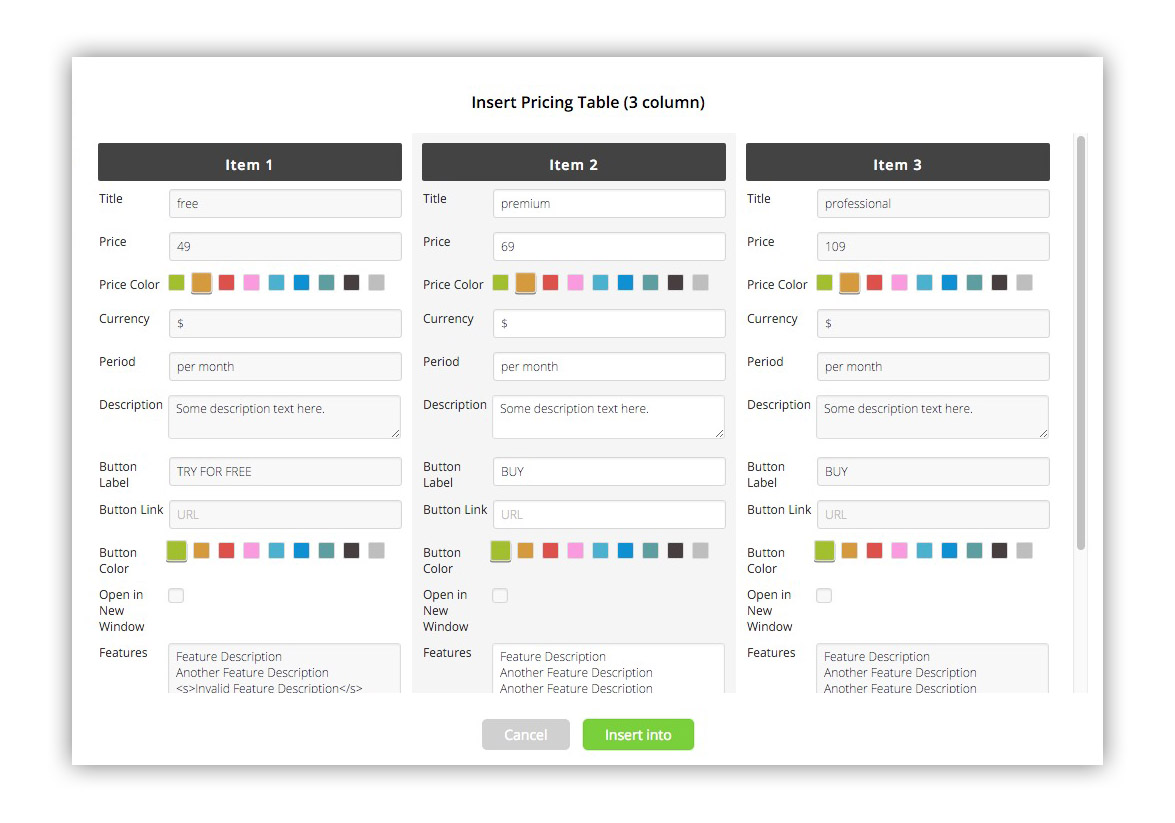 Insert Pricing Table (3 column)
Item 1
Title
free
Price
49
Price Color
Currency
$
Period
per month
Description
Some description text here.
Button
Label
TRY FOR FREE
Button Link
URL
Button
Color
Open in
New
Window
Features
Feature Description
Another Feature Description
<s>Invalid Feature Description</s>
Item 2
Title
premium
Price
69
Price Color
Currency
$
Period
per month
Description
Some description text here.
Button
Label
BUY
Button Link
URL
Button
Color
Open in
New
Window
Features
Feature Description
Another Feature Description
Another Feature Description
Item 3
Title
professional
Price
109
Price Color
Currency
$
Period
per month
Description
Some description text here.
Button
Label
BUY
Button Link
URL
Button
Color
Open in
New
Window
Features
Feature Description
Another Feature Description
Another Feature Description
Cancel
Insert into